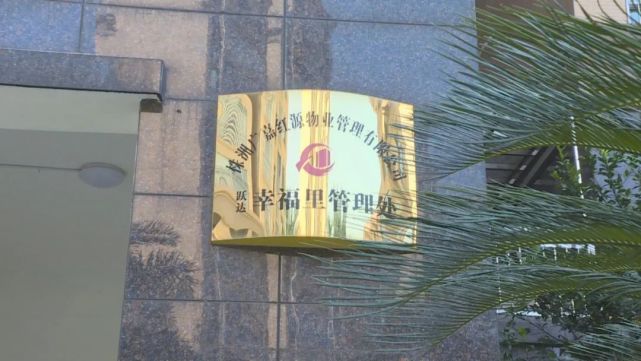 株洲广嘉红源物业管理有限公司
跃达
幸福里管理处